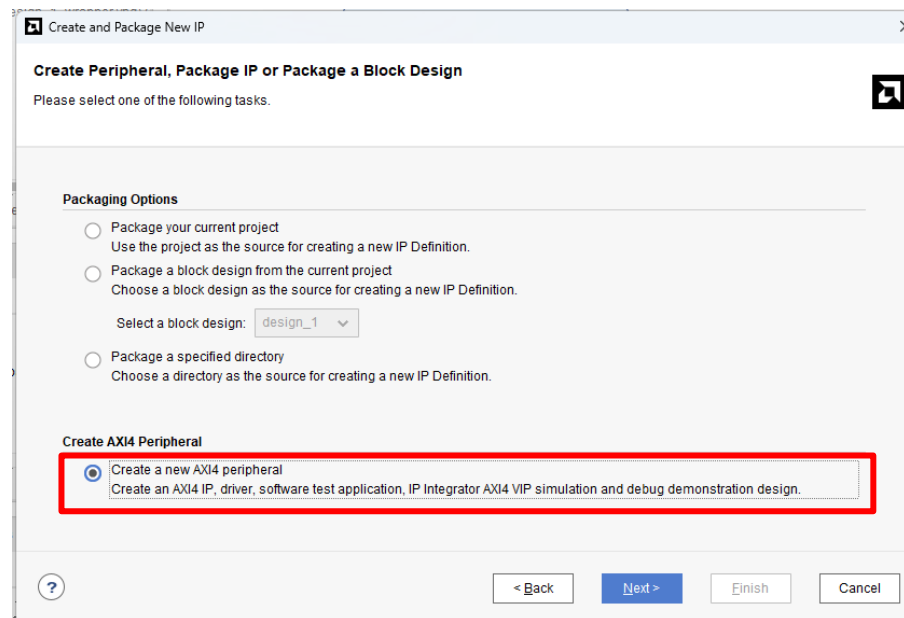 Create and Package New IP
Create Peripheral, Package IP or Package a Block Design
Please select one of the following tasks.
Packaging Options
Package your current project
Use the project as the source for creating a new IP Definition.
Package a block design from the current project
Choose a block design as the source for creating a new IP Definition.
Select a block design: design_1
Package a specified directory
Choose a directory as the source for creating a new IP Definition.
Create AXI4 Peripheral
Create a new AXI4 peripheral
Create an AXI4 IP, driver, software test application, IP Integrator AXI4 VIP simulation and debug demonstration design.
? < Back Next > Finish Cancel